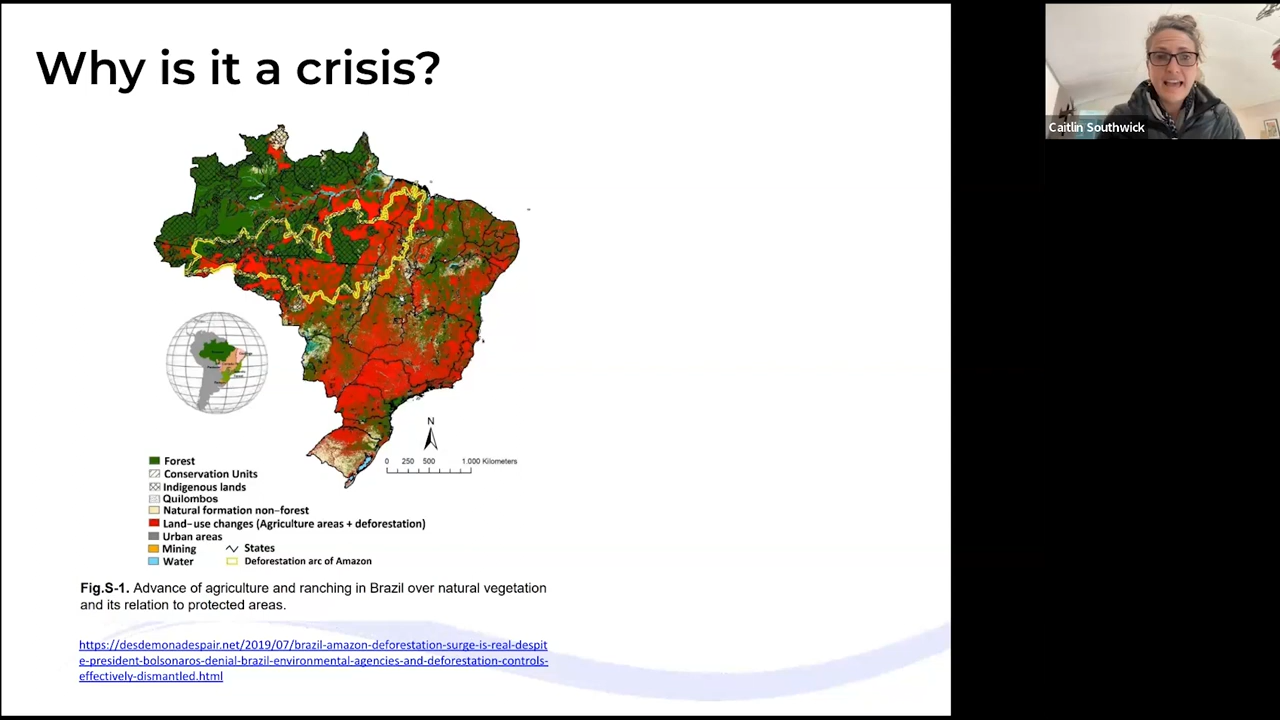 Why is it a crisis?
Caitlin Southwick
N
0 250 500 1.000 Kilometers
Forest
Conservation Units
Indigenous lands
Quilombos
Natural formation non-forest
Land-use changes (Agriculture areas + deforestation)
Urban areas
Mining
States
Water
Deforestation arc of Amazon
Fig.S-1. Advance of agriculture and ranching in Brazil over natural vegetation
and its relation to protected areas.
https://desdemonadespair.net/2019/07/brazil-amazon-deforestation-surge-is-real-despit
e-president-bolsonaros-denial-brazil-environmental-agencies-and-deforestation-controls-
effectively-dismantled.html